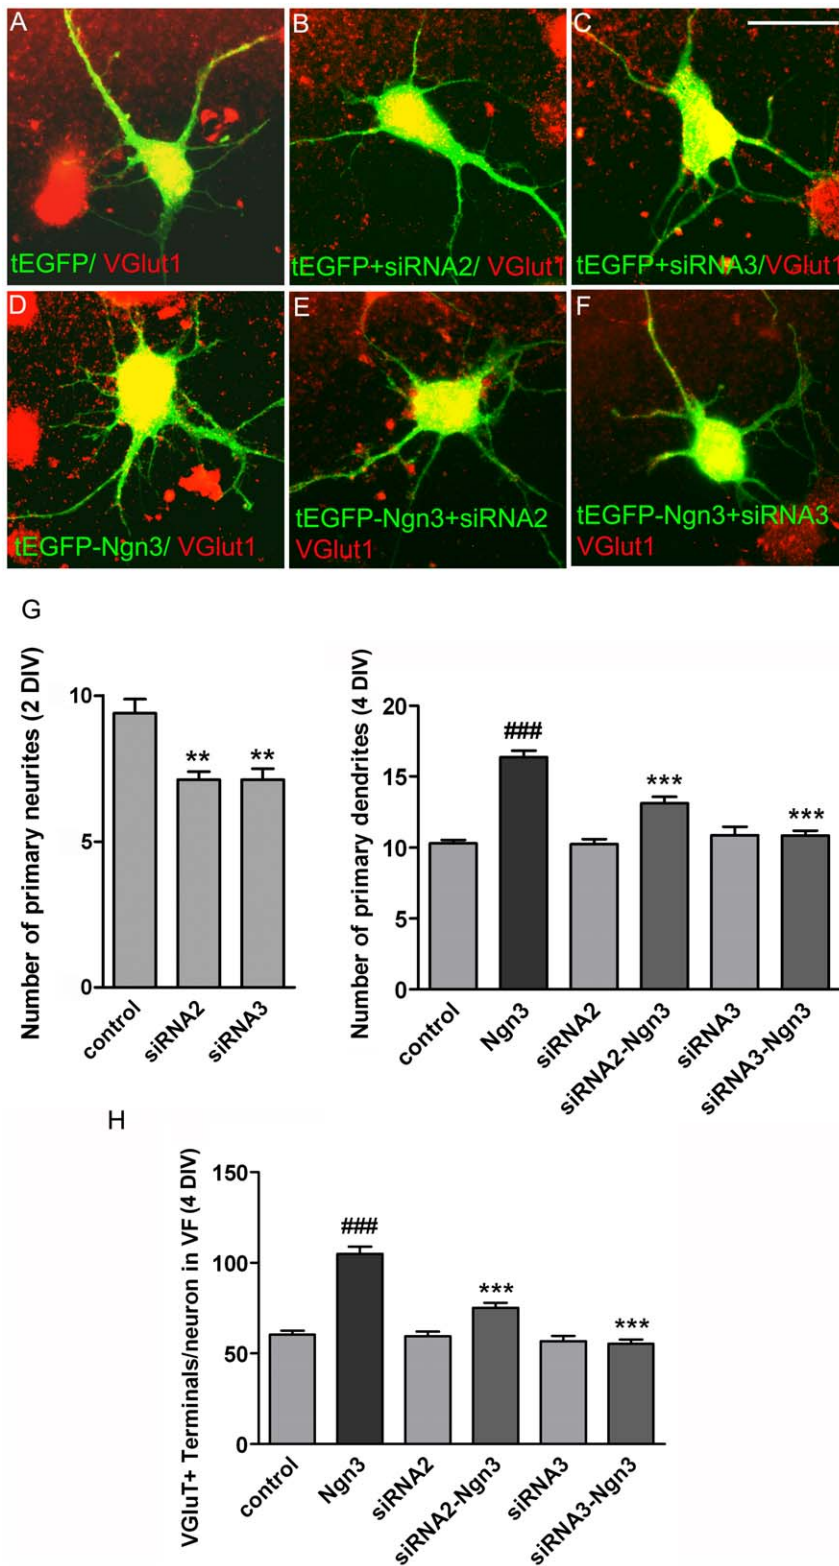 A
tEGFP/ VGlut1
B
tEGFP+siRNA2/ VGlut1
C
tEGFP+siRNA3/VGlut1
D
tEGFP-Ngn3/ VGlut1
E
tEGFP-Ngn3+siRNA2
VGlut1
F
tEGFP-Ngn3+siRNA3
VGlut1
G
Number of primary neurites (2 DIV)
10
5
0
** **
control siRNA2 siRNA3
Number of primary dendrites (4 DIV)
20
15
10
5
0
### *** ***
control Ngn3 siRNA2 siRNA2-Ngn3 siRNA3 siRNA3-Ngn3
H
VGluT+ Terminals/neuron in VF (4 DIV)
150
100
50
0
### *** ***
control Ngn3 siRNA2 siRNA2-Ngn3 siRNA3 siRNA3-Ngn3